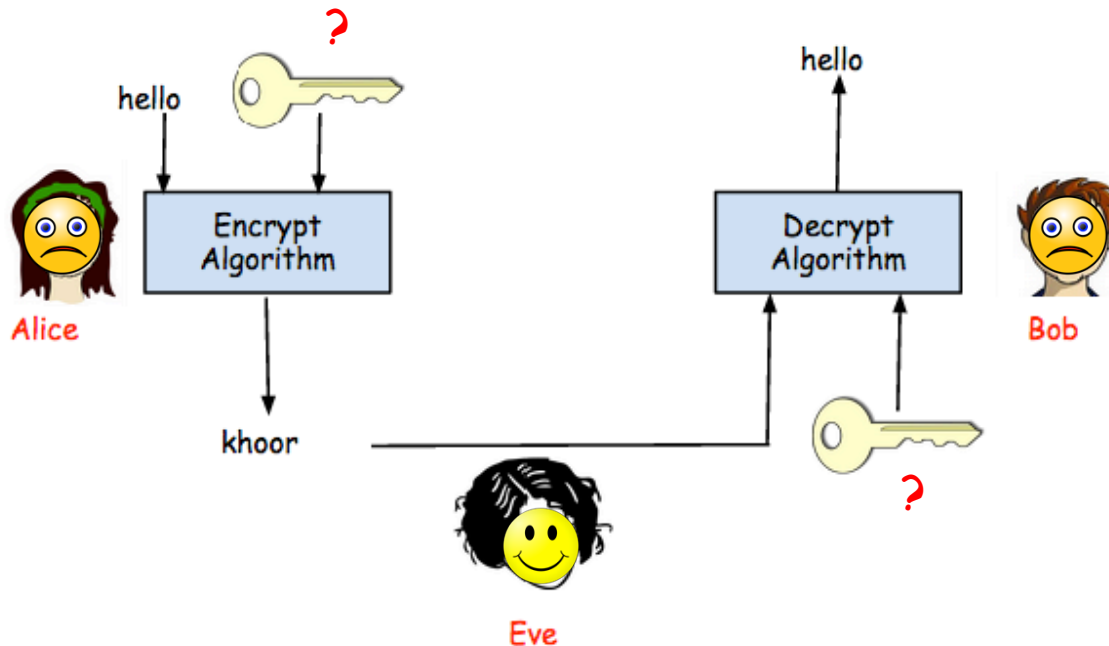 ?
hello
hello
Encrypt
Algorithm
Decrypt
Algorithm
Alice
Bob
khoor
?
Eve